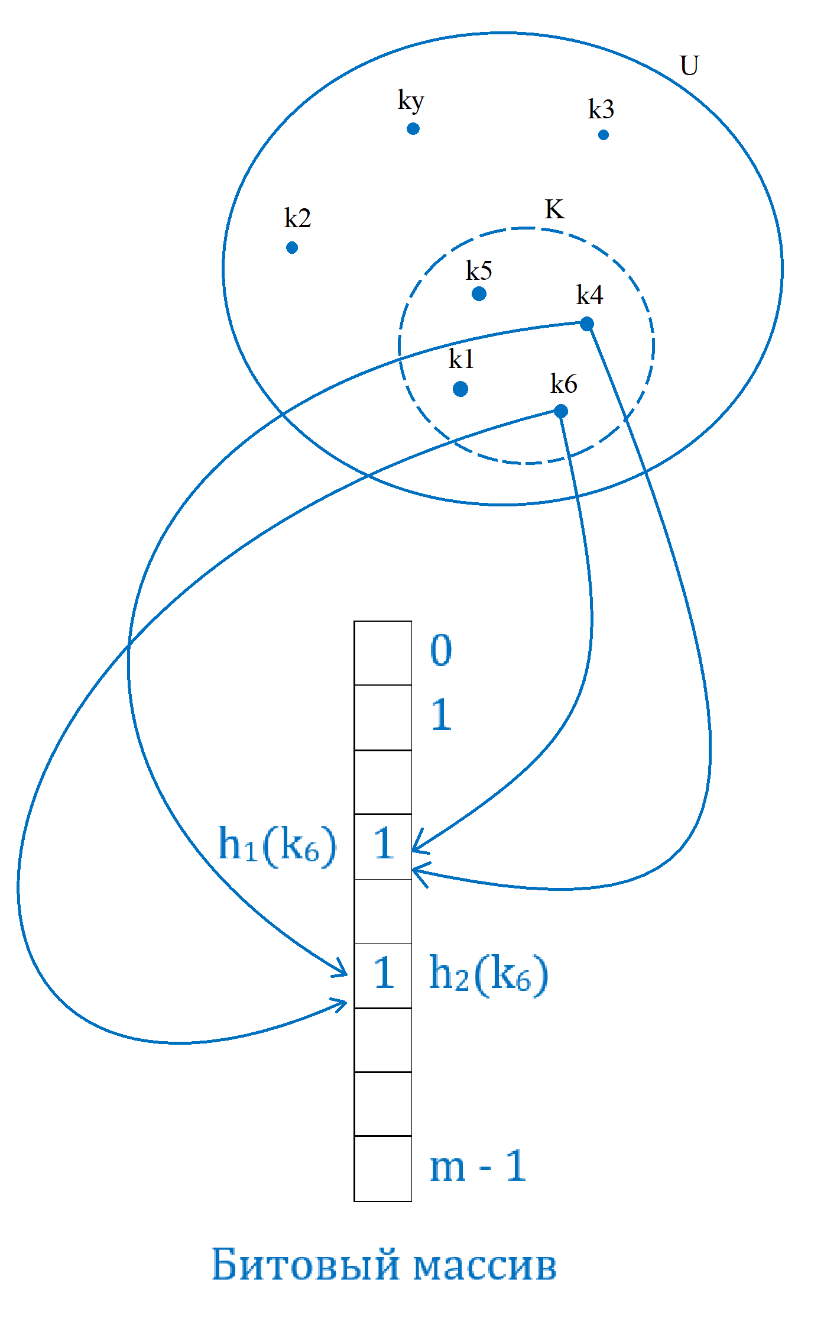 U
ky
k3
k2
K
k5
k4
k1
k6
0
1
h₁(k₆) 1
1 h₂(k₆)
m - 1
Битовый массив